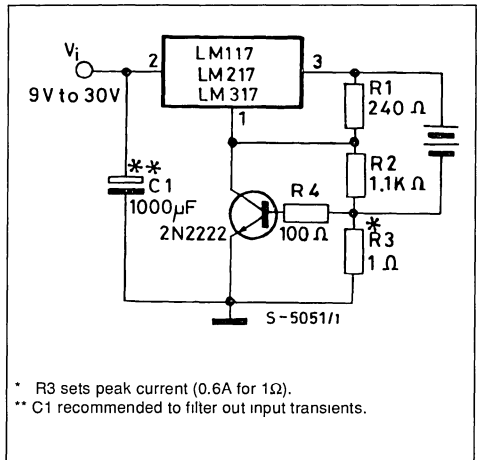 Vi
2
LM117
LM217
LM317
3
1
9V to 30V
R1
240 Ω
R2
1.1K Ω
**
C1
1000µF
2N2222
R4
100 Ω
*
R3
1 Ω
S-5051/1
* R3 sets peak current (0.6A for 1Ω).
** C1 recommended to filter out input transients.